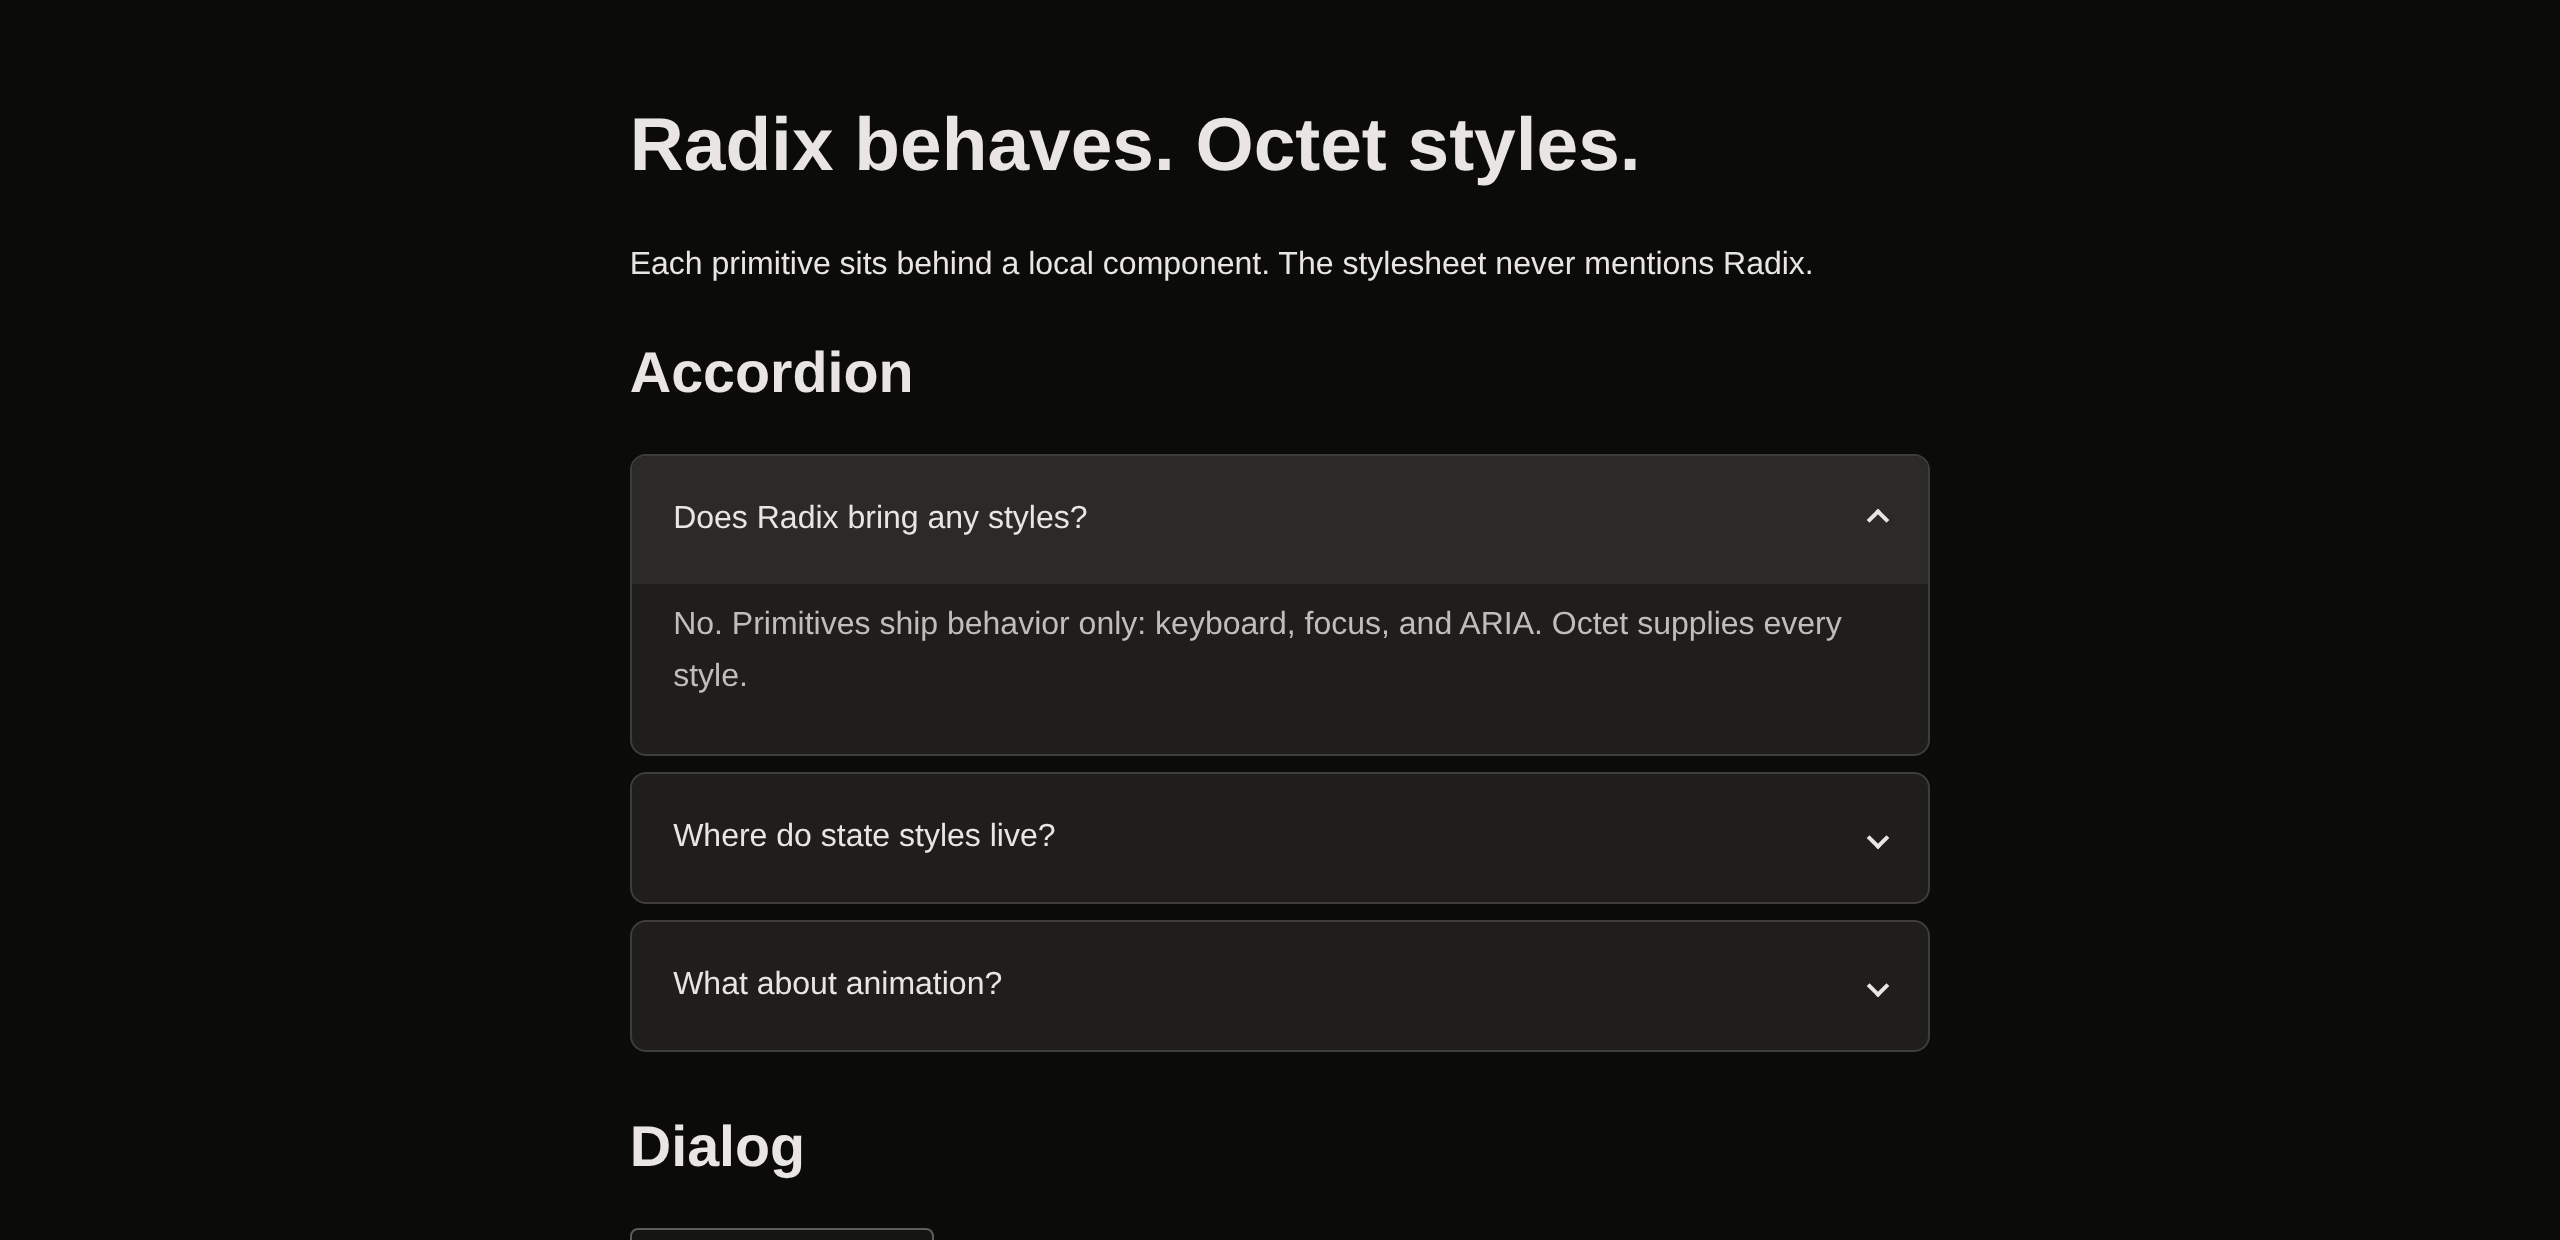 Radix behaves. Octet styles.
Each primitive sits behind a local component. The stylesheet never mentions Radix.
Accordion
Does Radix bring any styles?
No. Primitives ship behavior only: keyboard, focus, and ARIA. Octet supplies every
style.
Where do state styles live?
What about animation?
Dialog